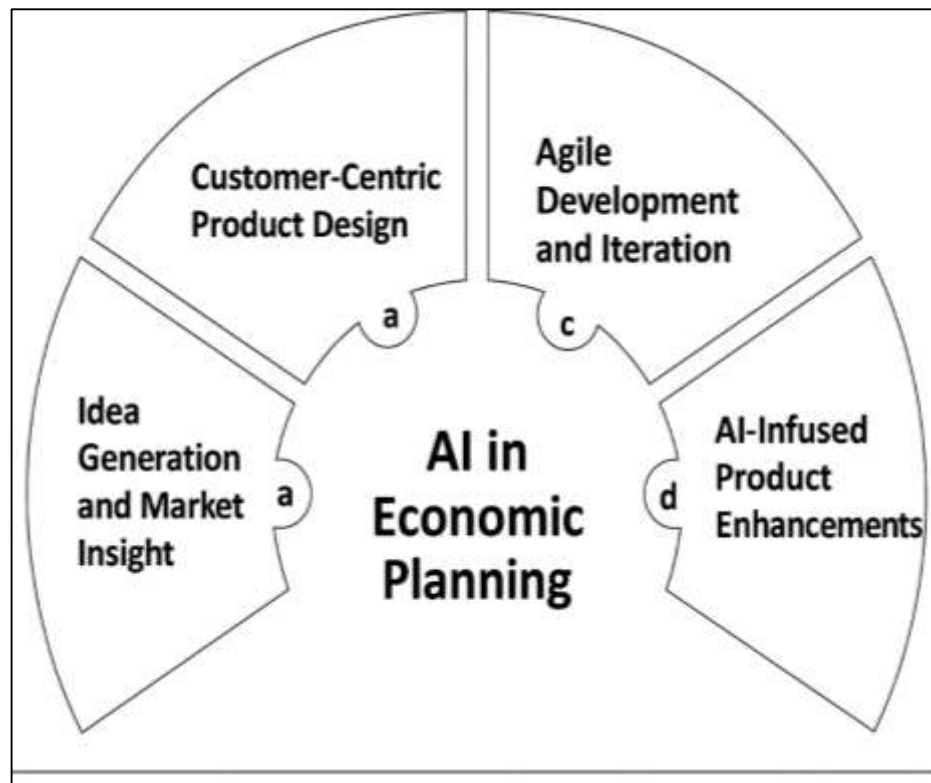 Customer-Centric
Product Design
a
Agile
Development
and Iteration
c
Idea
Generation
and Market
Insight
a
AI-Infused
Product
Enhancements
d
AI in
Economic
Planning